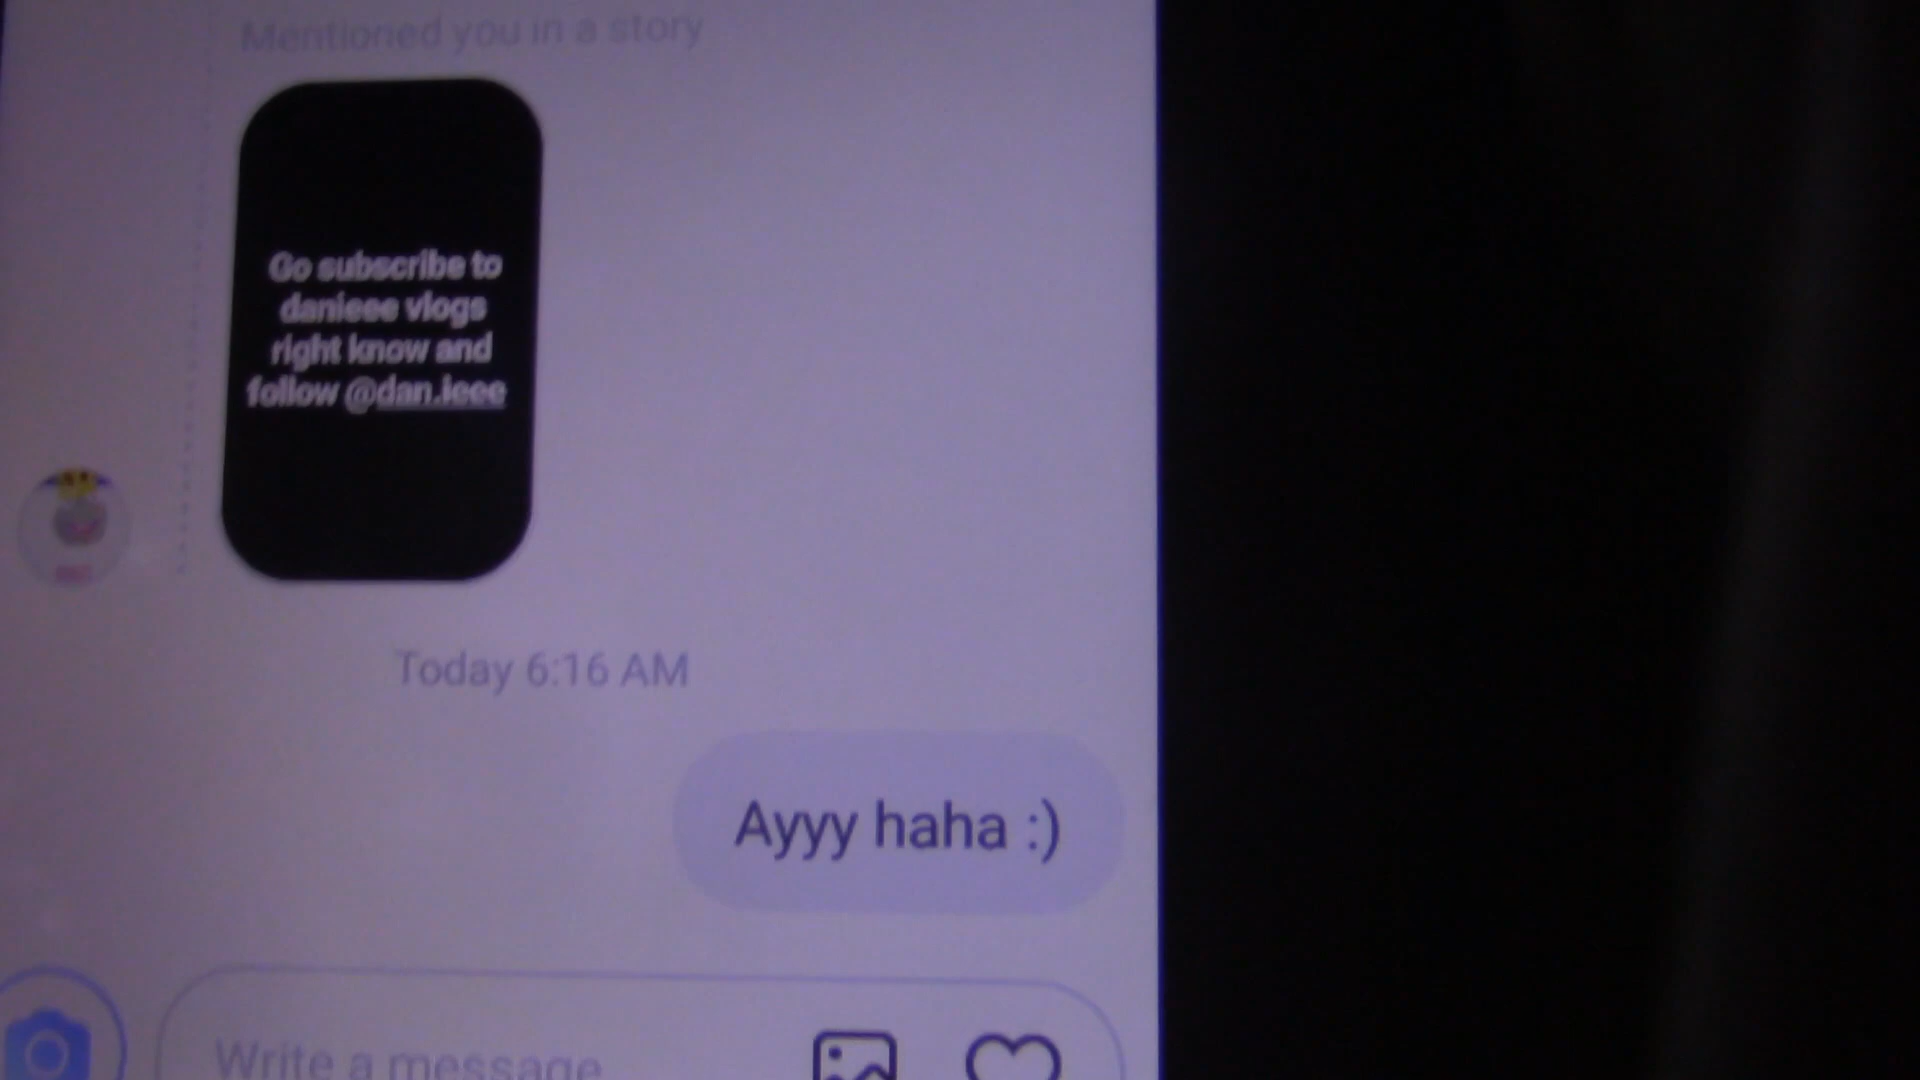 Mentioned you in a story
Go subscribe to
danieee vlogs
right know and
follow @dan.ieee
Today 6:16 AM
Ayyy haha :)
Write a message